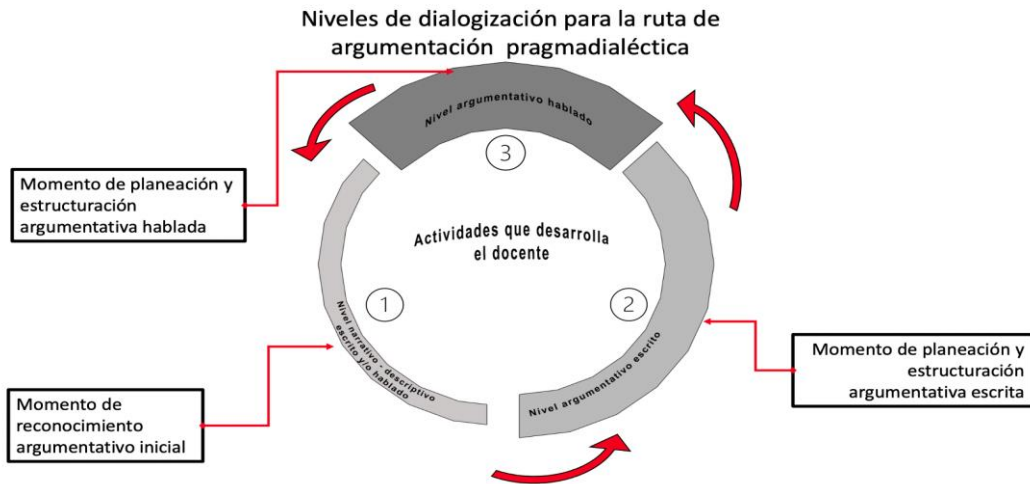 Niveles de dialogización para la ruta de
argumentación pragmadialéctica
Nivel argumentativo hablado
3
Momento de planeación y
estructuración
argumentativa hablada
Actividades que desarrolla
el docente
1
2
Nivel narrativo - descriptivo
escrito y/o hablado
Nivel argumentativo escrito
Momento de planeación y
estructuración
argumentativa escrita
Momento de
reconocimiento
argumentativo inicial